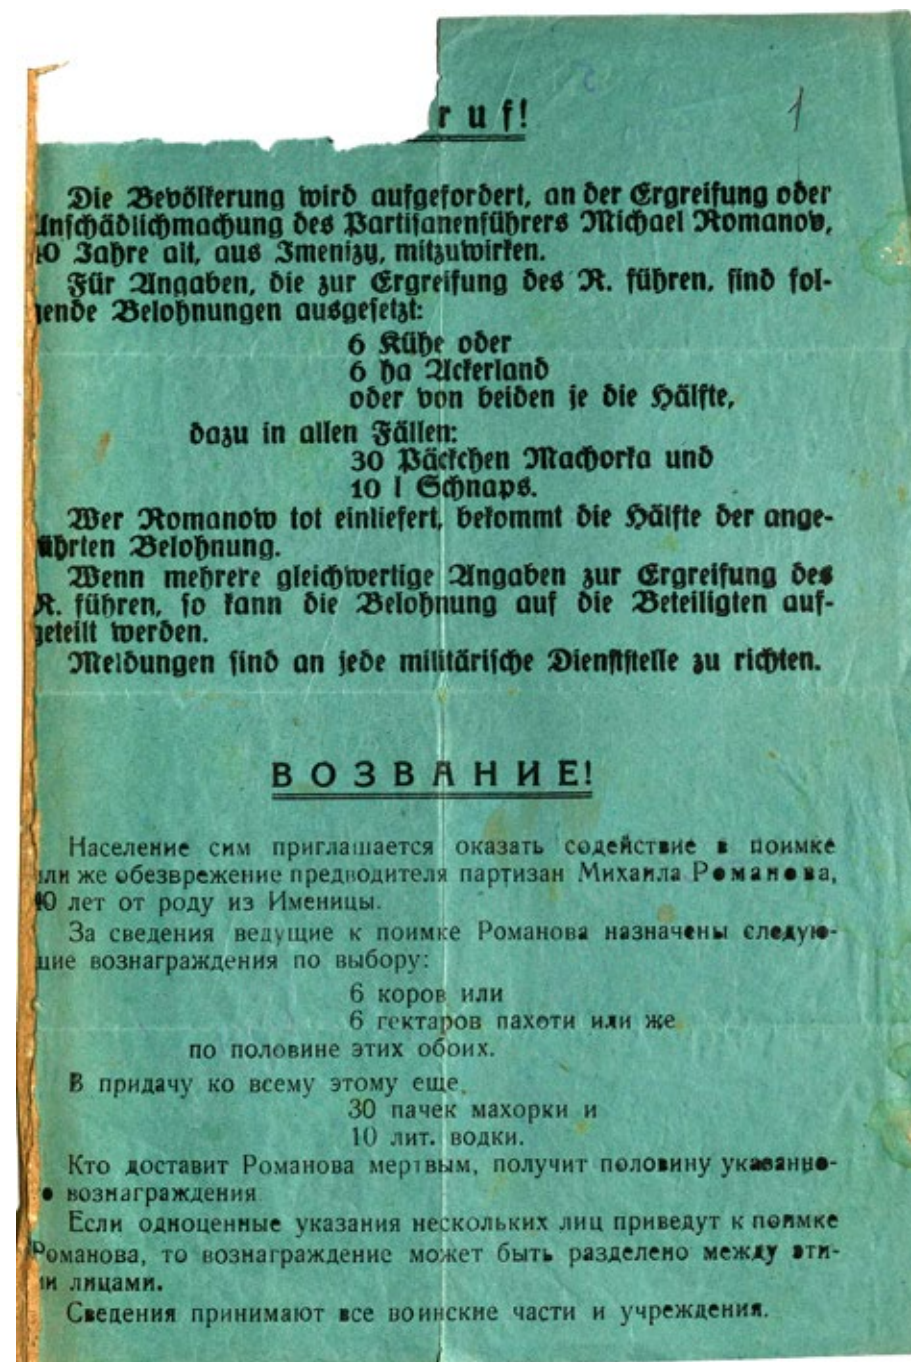 ruf!
1
Die Bevölkerung wird aufgefordert, an der Ergreifung oder
Unschädlichmachung des Partisanenführers Michael Romanov,
40 Jahre alt, aus Imenizy, mitzuwirken.
Für Angaben, die zur Ergreifung des R. führen, sind fol-
gende Belohnungen ausgesetzt:
6 Kühe oder
6 ha Ackerland
oder von beiden je die Hälfte,
dazu in allen Fällen:
30 Päckchen Machorka und
10 l Schnaps.
Wer Romanow tot einliefert, bekommt die Hälfte der ange-
führten Belohnung.
Wenn mehrere gleichwertige Angaben zur Ergreifung des
R. führen, so kann die Belohnung auf die Beteiligten auf-
geteilt werden.
Meldungen sind an jede militärische Dienststelle zu richten.
ВОЗВАНИЕ!
Население сим приглашается оказать содействие в поимке
или же обезврежение предводителя партизан Михаила Романова,
40 лет от роду из Именицы.
За сведения ведущие к поимке Романова назначены следую-
щие вознаграждения по выбору:
6 коров или
6 гектаров пахоти или же
по половине этих обоих.
В придачу ко всему этому еще
30 пачек махорки и
10 лит. водки.
Кто доставит Романова мертвым, получит половину указанно-
го вознаграждения
Если одноценные указания нескольких лиц приведут к поимке
Романова, то вознаграждение может быть разделено между эти-
ми лицами.
Сведения принимают все воинские части и учреждения.